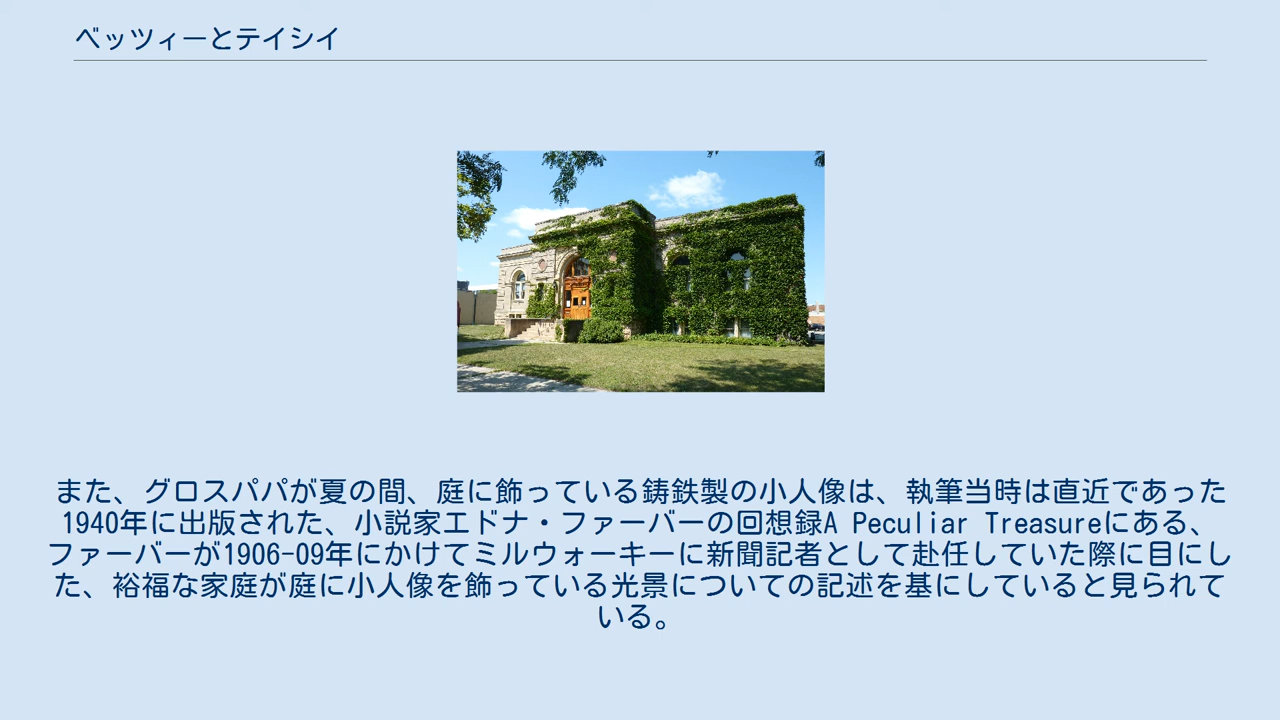 ベッツィーとテイシイ
また、グロスパパが夏の間、庭に飾っている鋳鉄製の小人像は、執筆当時は直近であった
1940年に出版された、小説家エドナ・ファーバーの回想録A Peculiar Treasureにある、
ファーバーが1906-09年にかけてミルウォーキーに新聞記者として赴任していた際に目にし
た、裕福な家庭が庭に小人像を飾っている光景についての記述を基にしていると見られて
いる。